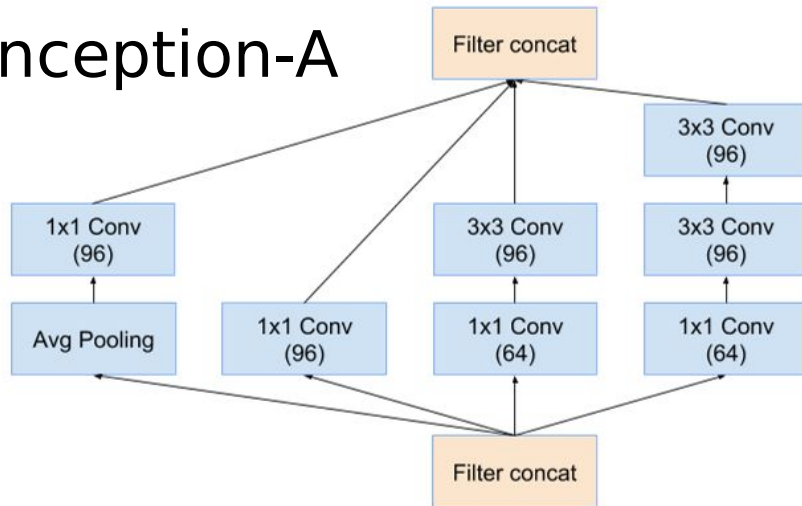 nception-A
Filter concat
3x3 Conv
(96)
1x1 Conv
(96)
3x3 Conv
(96)
3x3 Conv
(96)
Avg Pooling
1x1 Conv
(96)
1x1 Conv
(64)
1x1 Conv
(64)
Filter concat